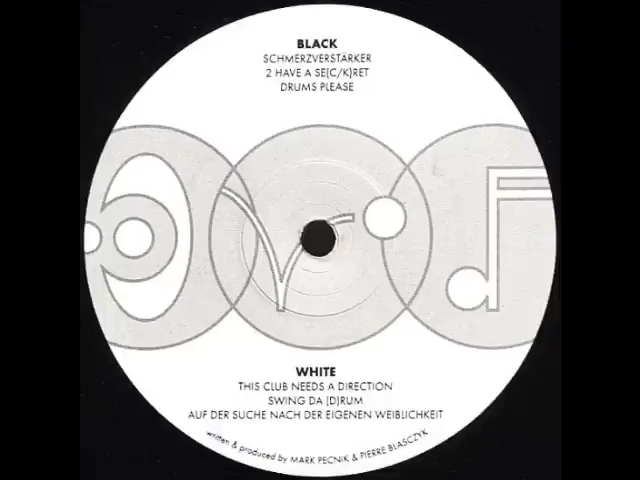 BLACK
SCHMERZVERSTÄRKER
2 HAVE A SE(C/K)RET
DRUMS PLEASE
WHITE
THIS CLUB NEEDS A DIRECTION
SWING DA (D)RUM
AUF DER SUCHE NACH DER EIGENEN WEIBLICHKEIT
written & produced by MARK PECNIK & PIERRE BLASCZYK